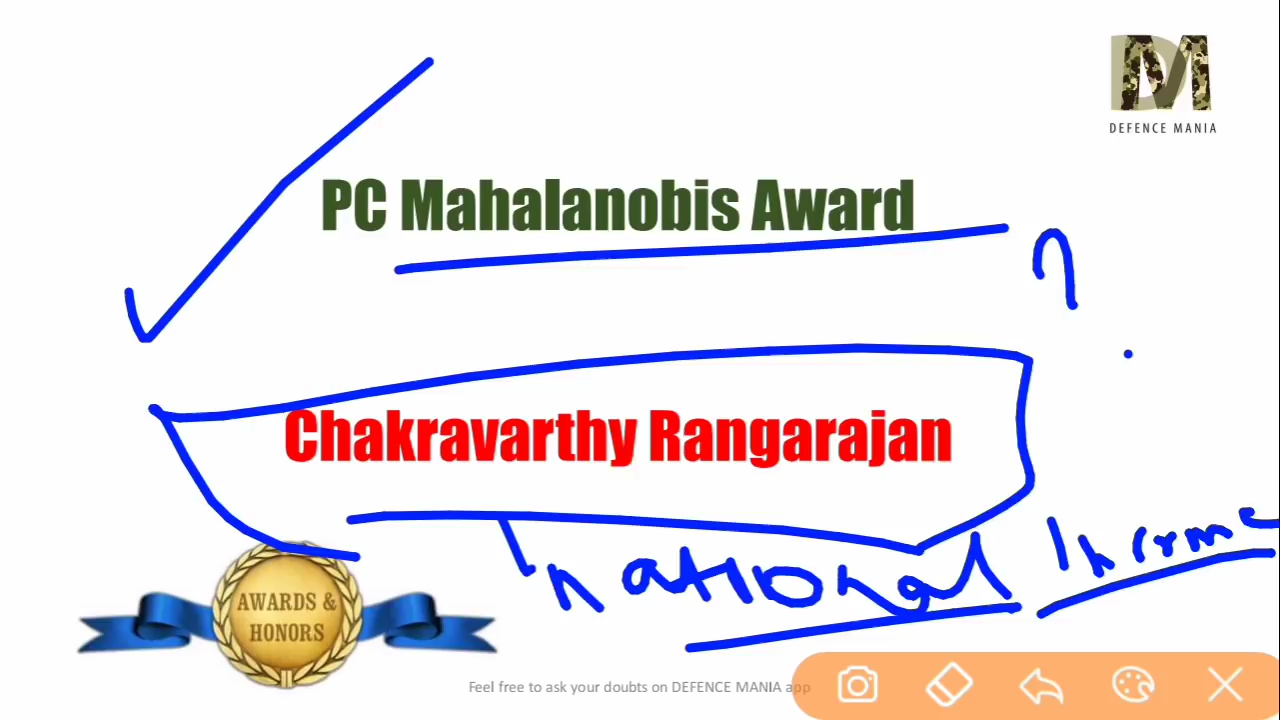 DM
DEFENCE MANIA
PC Mahalanobis Award
Chakravarthy Rangarajan
national Income
AWARDS &
HONORS
Feel free to ask your doubts on DEFENCE MANIA app